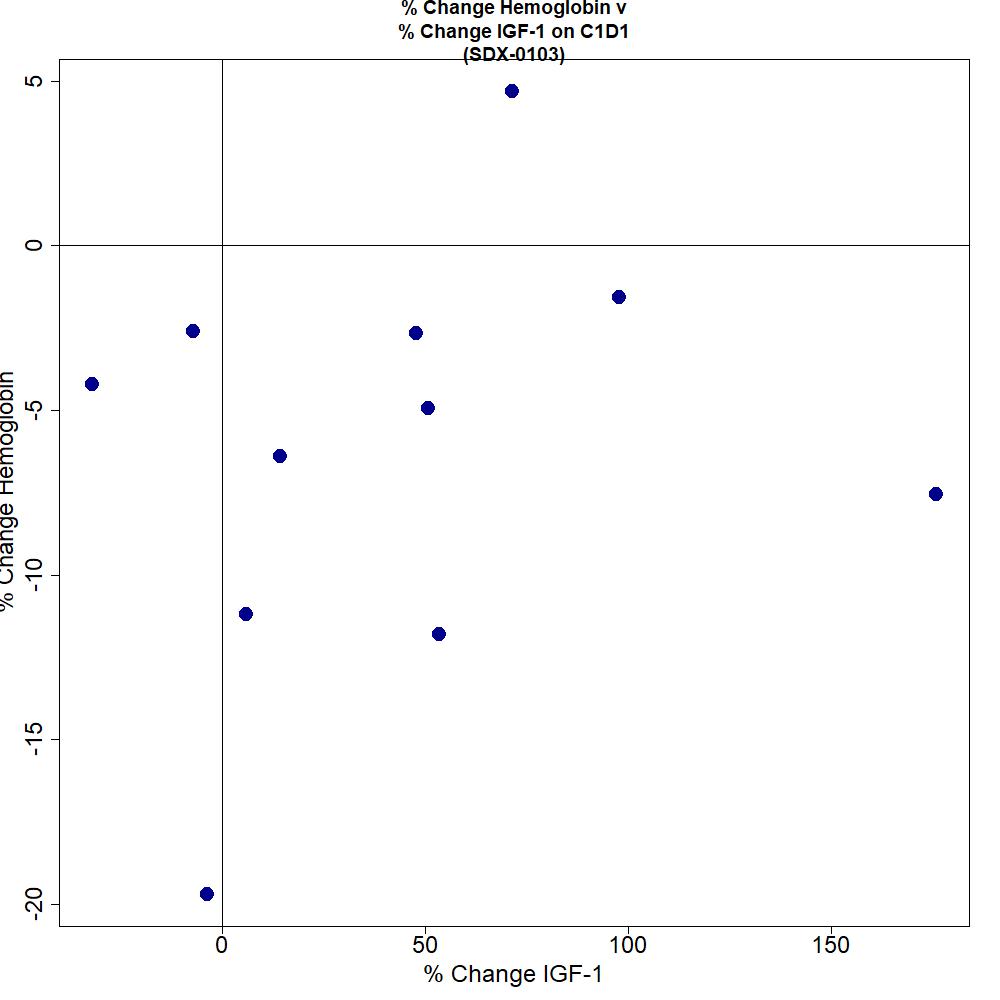 % Change Hemoglobin v
% Change IGF-1 on C1D1
(SDX-0103)
5
0
-5
-10
-15
-20
% Change Hemoglobin
0
50
100
150
% Change IGF-1